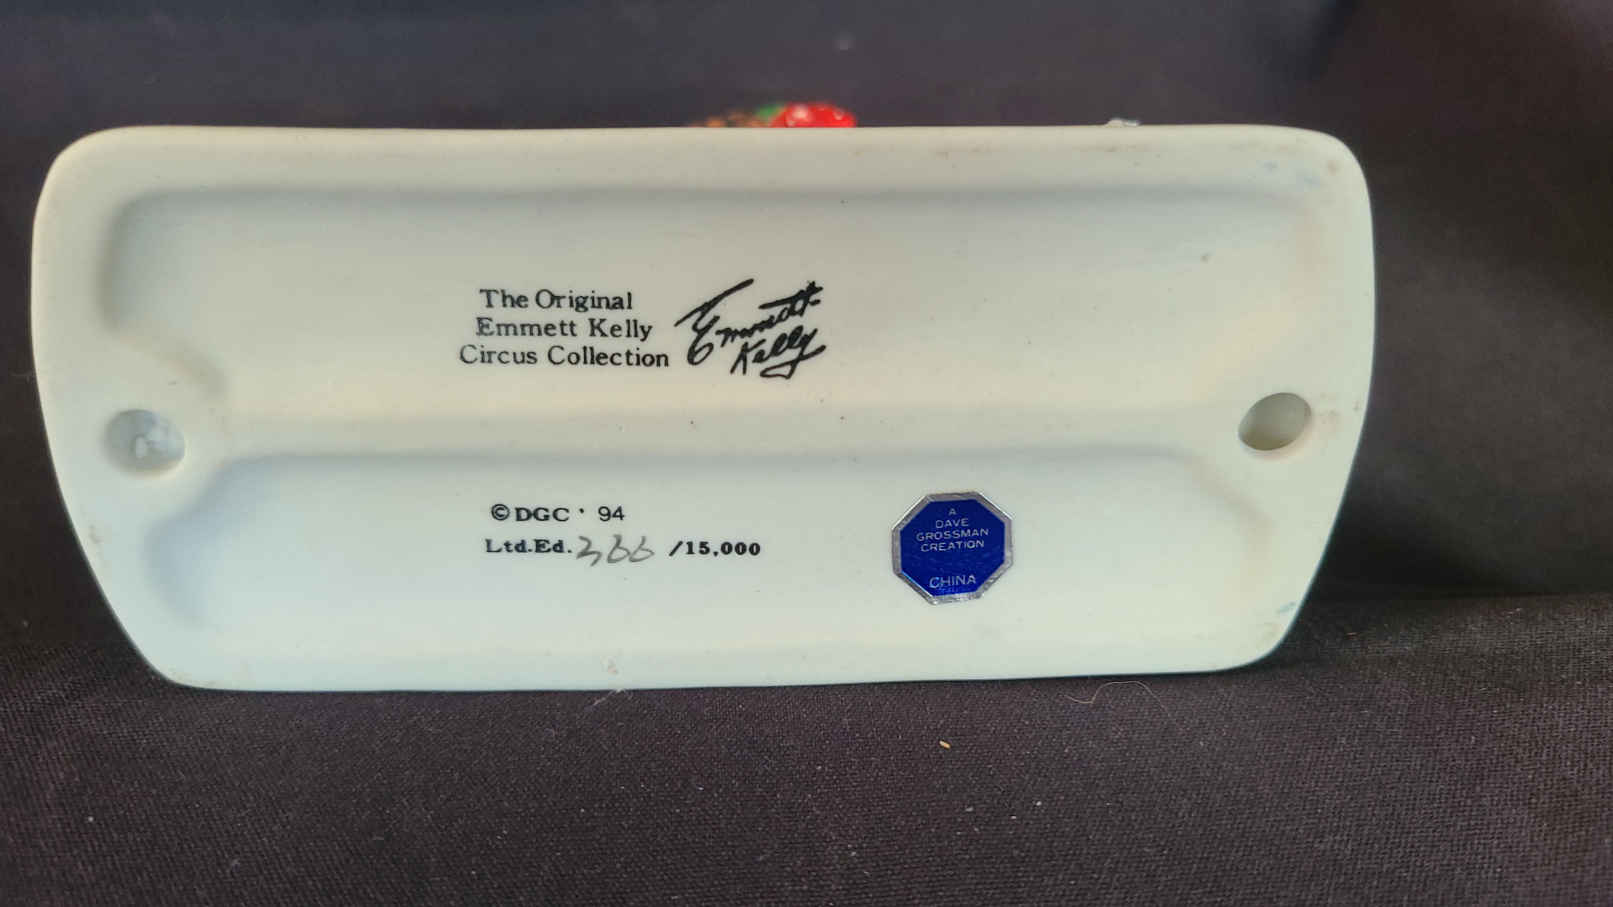 The Original
Emmett Kelly
Circus Collection
Emmett
Kelly
© DGC ' 94
Ltd.Ed. 366 /15,000
A
DAVE
GROSSMAN
CREATION
CHINA